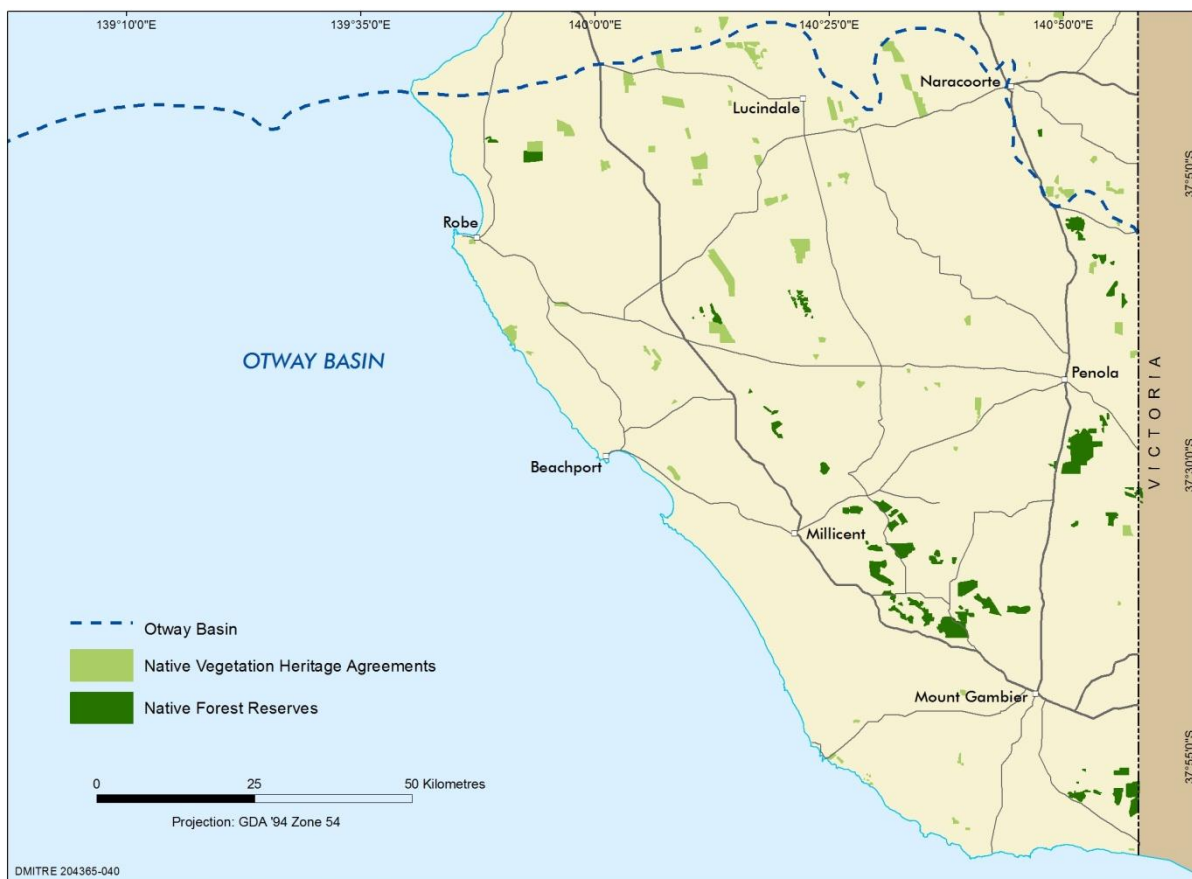 139°10'0"E
139°35'0"E
140°0'0"E
140°25'0"E
140°50'0"E
Naracoorte
Lucindale
37°5'0"S
Robe
OTWAY BASIN
Penola
VICTORIA
Beachport
37°30'0"S
Millicent
Otway Basin
Native Vegetation Heritage Agreements
Native Forest Reserves
Mount Gambier
37°55'0"S
0 25 50 Kilometres
Projection: GDA '94 Zone 54
DMITRE 204365-040